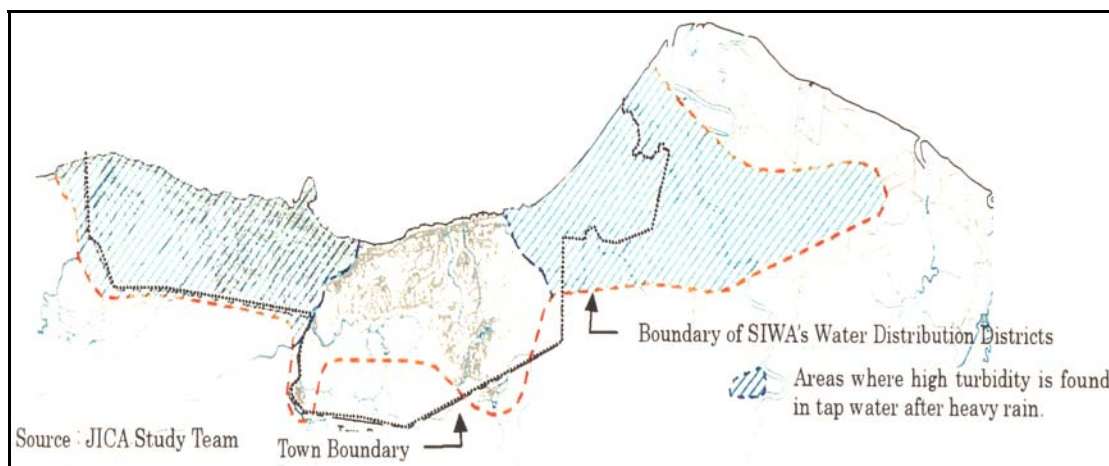 Boundary of SIWA's Water Distribution Districts
Areas where high turbidity is found
in tap water after heavy rain.
Source : JICA Study Team
Town Boundary